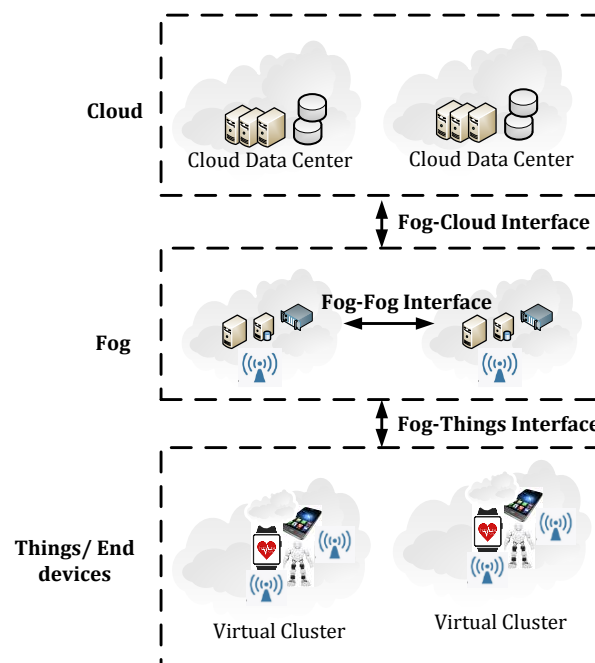 Cloud
Cloud Data Center
Cloud Data Center
Fog-Cloud Interface
Fog-Fog Interface
Fog
Fog-Things Interface
Things/ End
devices
Virtual Cluster
Virtual Cluster